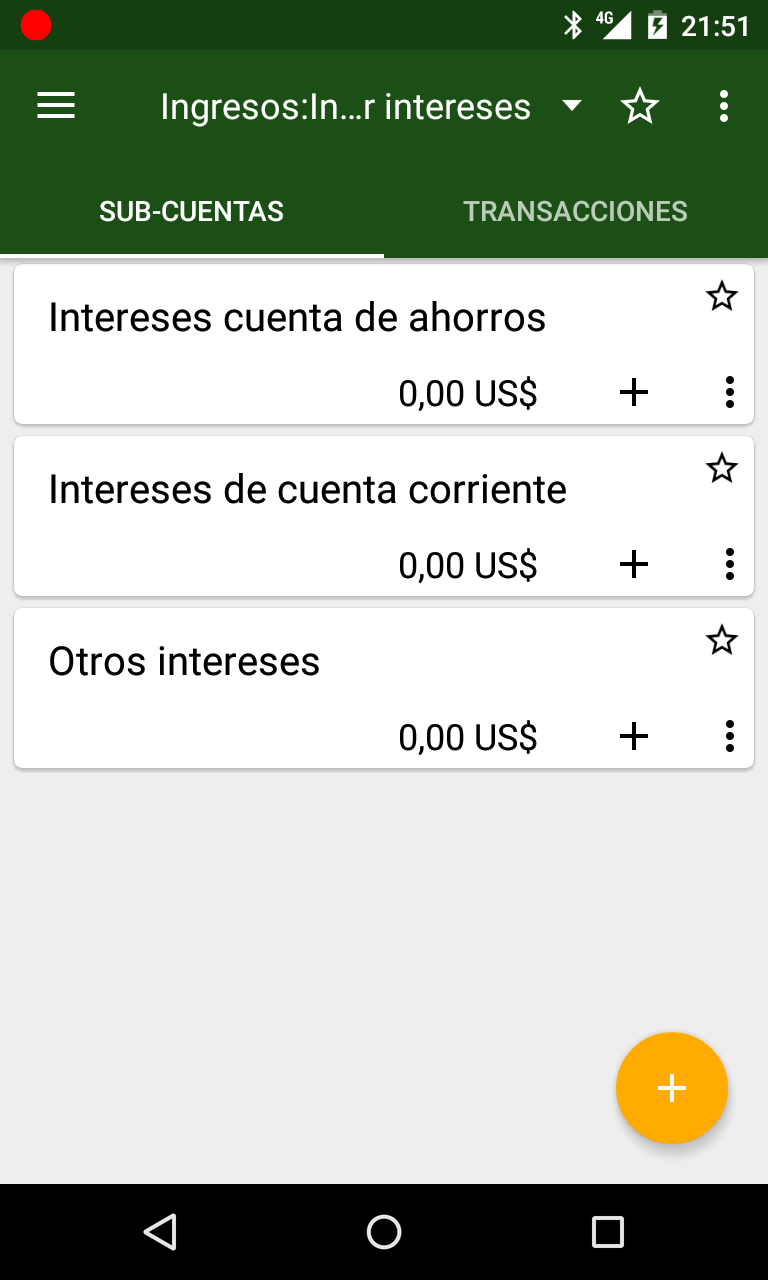 4G 21:51
Ingresos:In…r intereses
SUB-CUENTAS TRANSACCIONES
Intereses cuenta de ahorros
0,00 US$
Intereses de cuenta corriente
0,00 US$
Otros intereses
0,00 US$